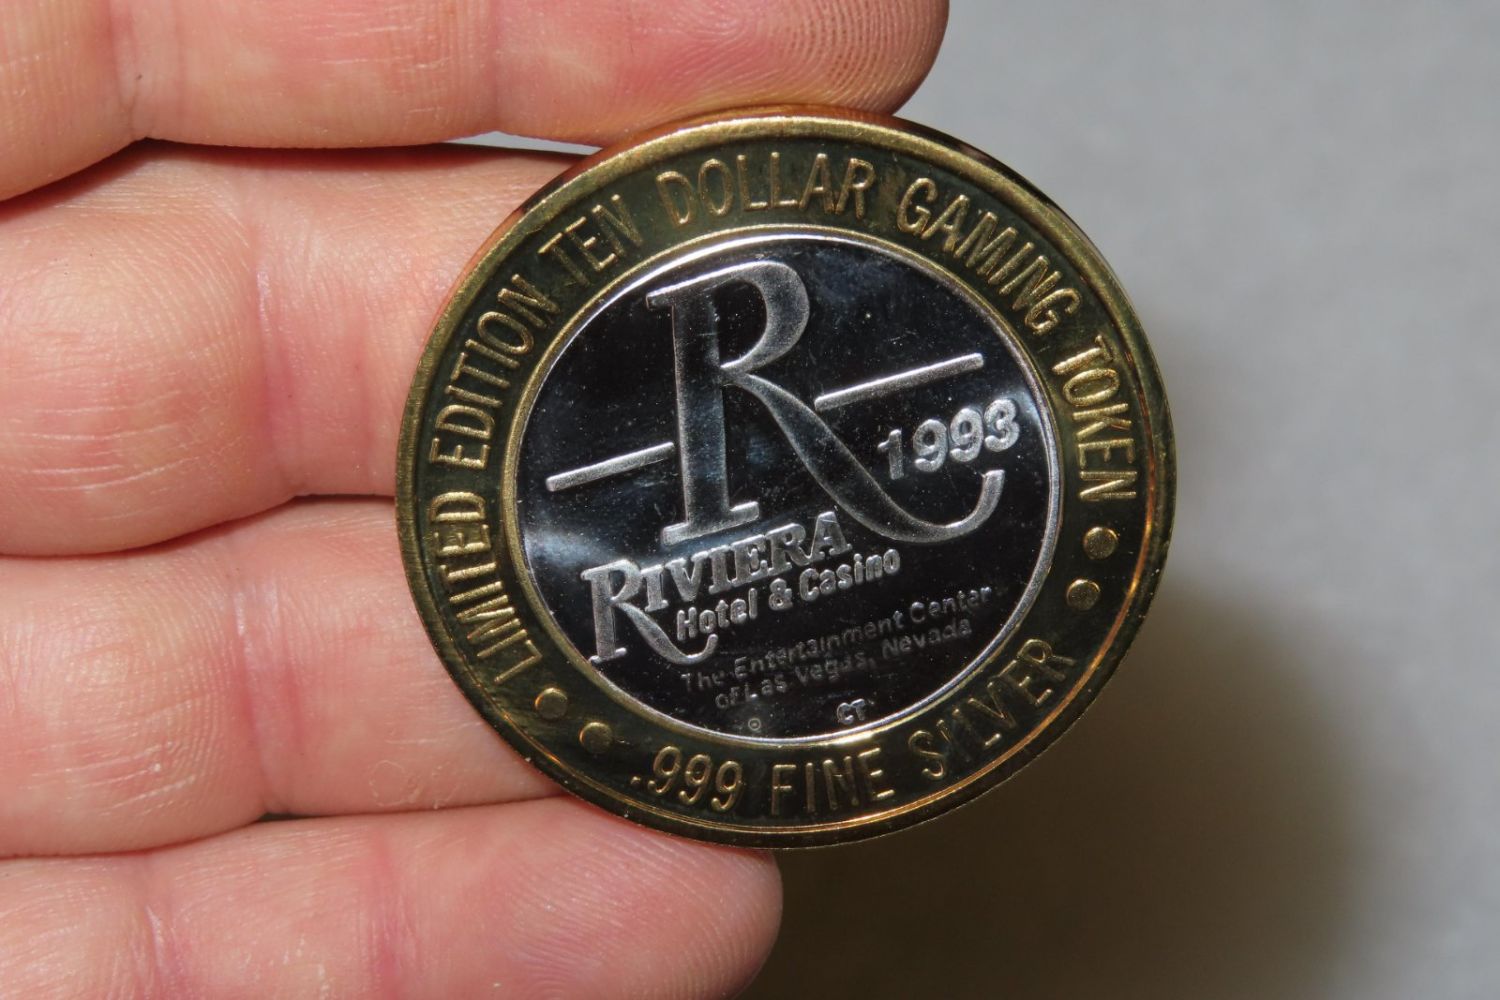 LIMITED EDITION TEN DOLLAR GAMING TOKEN
R
1993
RIVIERA
Hotel & Casino
The Entertainment Center
of Las Vegas, Nevada
CT
.999 FINE SILVER